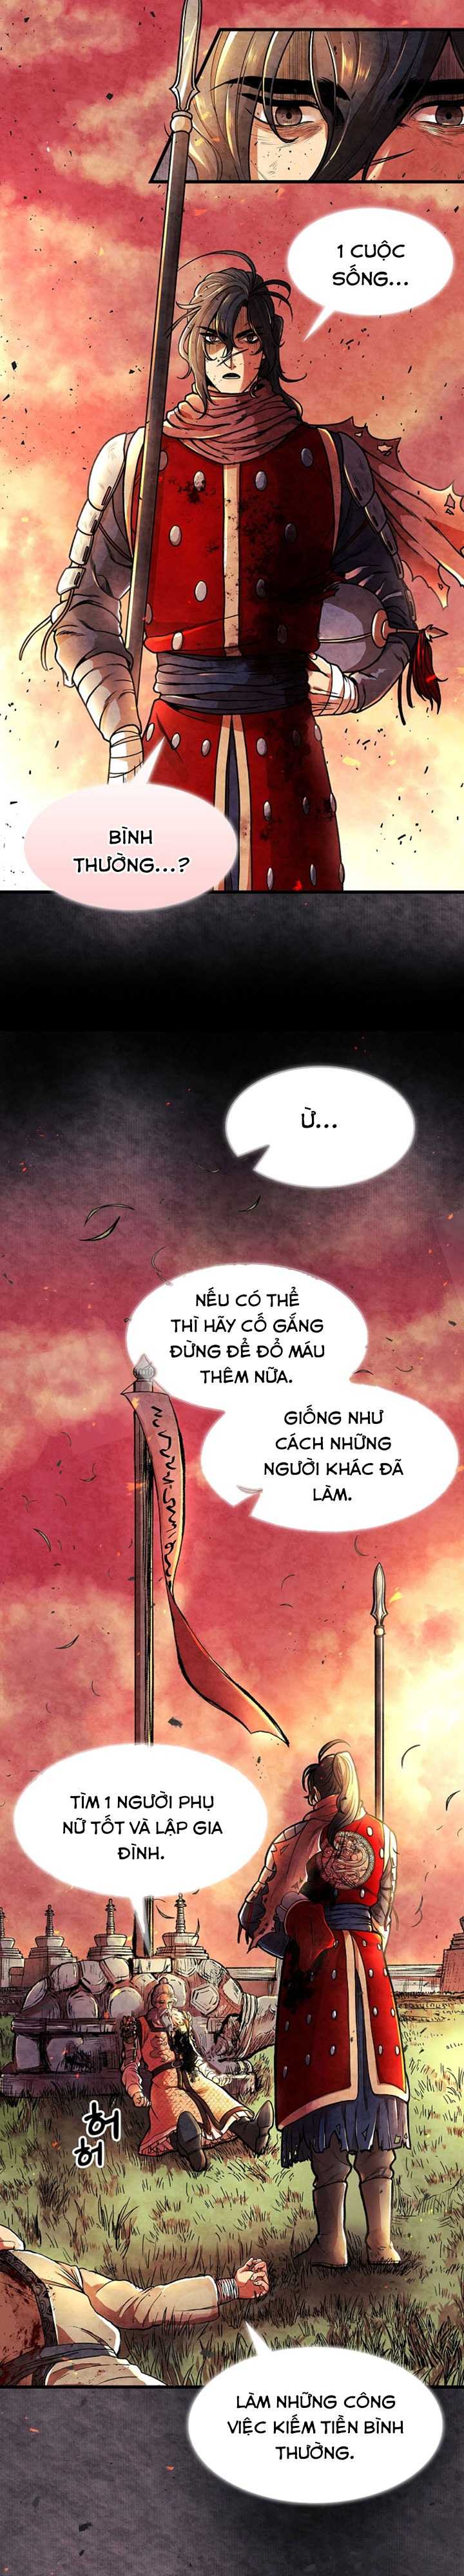 1 CUỘC
SỐNG...
BÌNH
THƯỜNG...?
Ừ...
NẾU CÓ THỂ
THÌ HÃY CỐ GẮNG
ĐỪNG ĐỂ ĐỔ MÁU
THÊM NỮA.
GIỐNG NHƯ
CÁCH NHỮNG
NGƯỜI KHÁC ĐÃ
LÀM.
TÌM 1 NGƯỜI PHỤ
NỮ TỐT VÀ LẬP GIA
ĐÌNH.
허
허
LÀM NHỮNG CÔNG
VIỆC KIẾM TIỀN BÌNH
THƯỜNG.